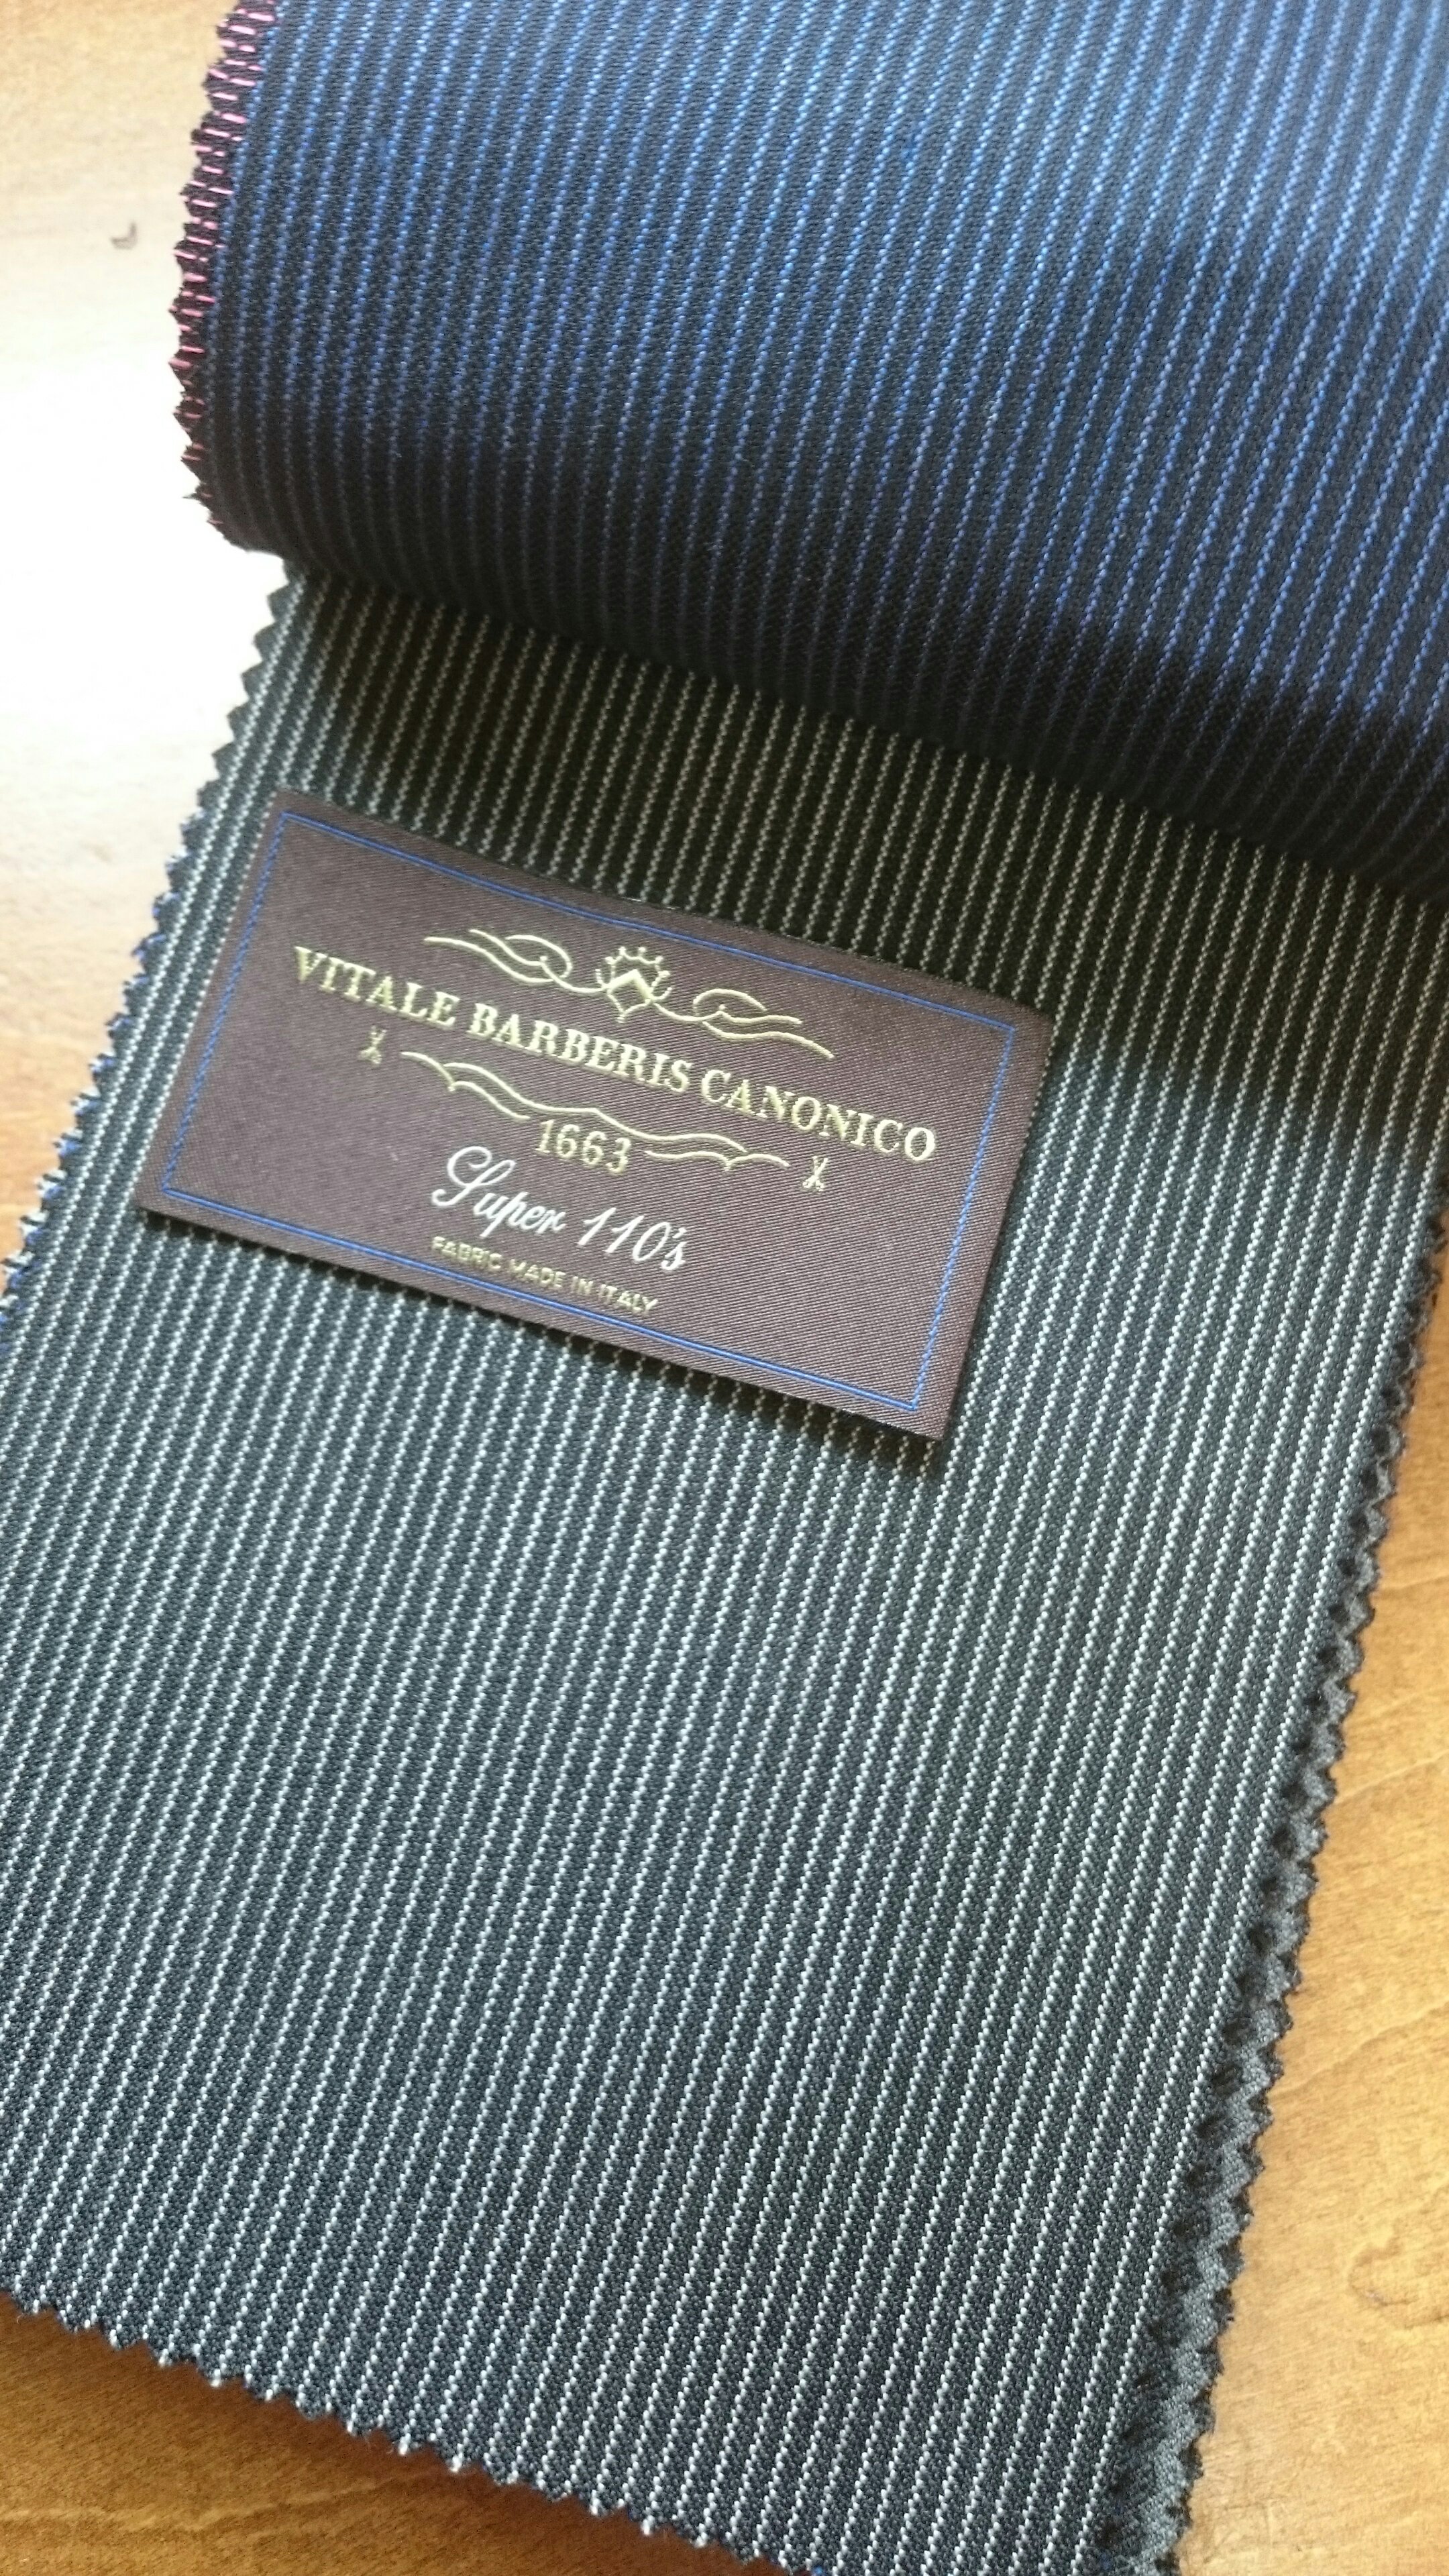 VITALE BARBERIS CANONICO
1663
Super 110's
FABRIC MADE IN ITALY